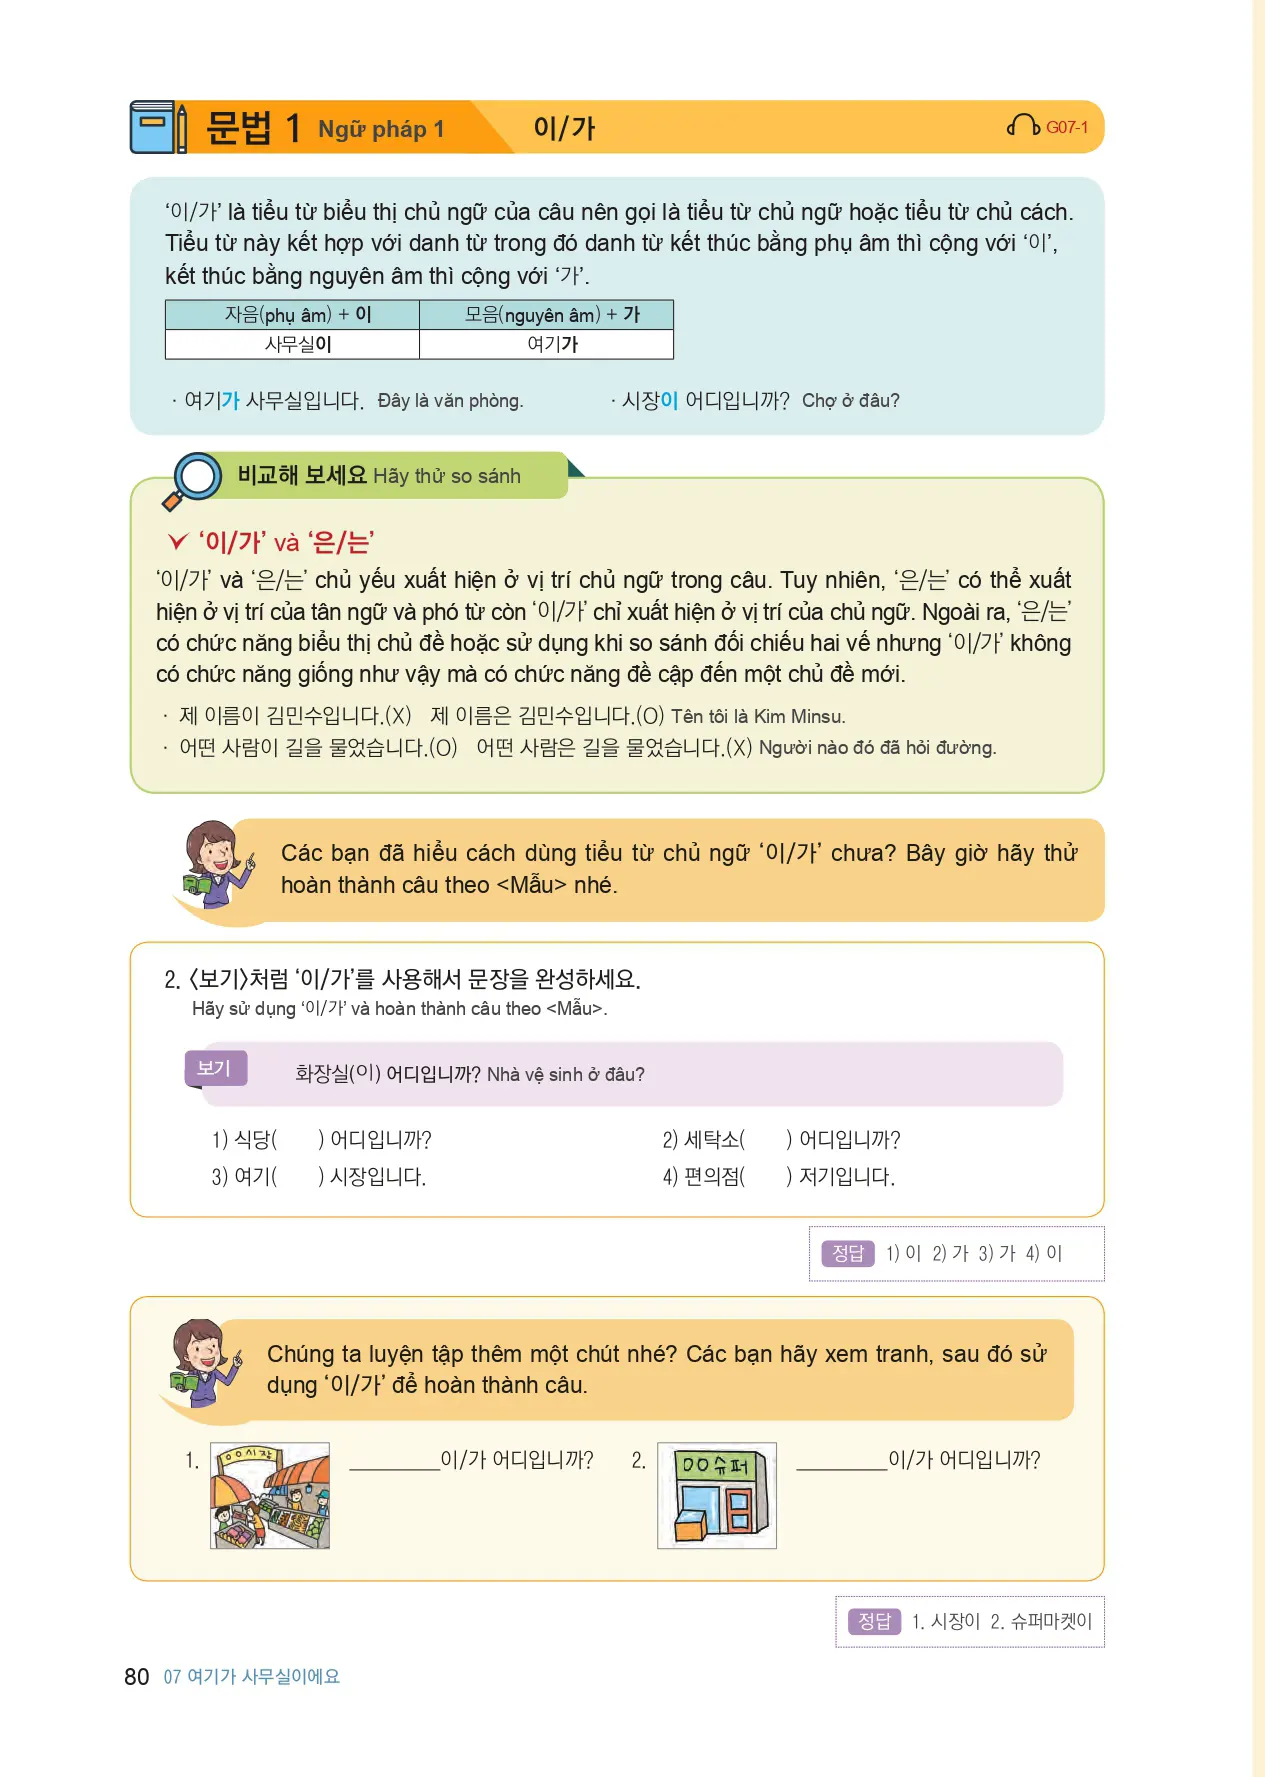 문법 1 Ngữ pháp 1 이/가 G07-1
‘이/가’ là tiểu từ biểu thị chủ ngữ của câu nên gọi là tiểu từ chủ ngữ hoặc tiểu từ chủ cách.
Tiểu từ này kết hợp với danh từ trong đó danh từ kết thúc bằng phụ âm thì cộng với ‘이’,
kết thúc bằng nguyên âm thì cộng với ‘가’.
자음(phụ âm) + 이 모음(nguyên âm) + 가
사무실이 여기가
· 여기가 사무실입니다. Đây là văn phòng. · 시장이 어디입니까? Chợ ở đâu?
비교해 보세요 Hãy thử so sánh
‘이/가’ và ‘은/는’
‘이/가’ và ‘은/는’ chủ yếu xuất hiện ở vị trí chủ ngữ trong câu. Tuy nhiên, ‘은/는’ có thể xuất
hiện ở vị trí của tân ngữ và phó từ còn ‘이/가’ chỉ xuất hiện ở vị trí của chủ ngữ. Ngoài ra, ‘은/는’
có chức năng biểu thị chủ đề hoặc sử dụng khi so sánh đối chiếu hai vế nhưng ‘이/가’ không
có chức năng giống như vậy mà có chức năng đề cập đến một chủ đề mới.
· 제 이름이 김민수입니다.(X) 제 이름은 김민수입니다.(O) Tên tôi là Kim Minsu.
· 어떤 사람이 길을 물었습니다.(O) 어떤 사람은 길을 물었습니다.(X) Người nào đó đã hỏi đường.
Các bạn đã hiểu cách dùng tiểu từ chủ ngữ ‘이/가’ chưa? Bây giờ hãy thử
hoàn thành câu theo <Mẫu> nhé.
2. <보기>처럼 ‘이/가’를 사용해서 문장을 완성하세요.
Hãy sử dụng ‘이/가’ và hoàn thành câu theo <Mẫu>.
보기 화장실(이) 어디입니까? Nhà vệ sinh ở đâu?
1) 식당( ) 어디입니까? 2) 세탁소( ) 어디입니까?
3) 여기( ) 시장입니다. 4) 편의점( ) 저기입니다.
정답 1) 이 2) 가 3) 가 4) 이
Chúng ta luyện tập thêm một chút nhé? Các bạn hãy xem tranh, sau đó sử
dụng ‘이/가’ để hoàn thành câu.
1. ○○시장 ________이/가 어디입니까? 2. ○○슈퍼 ________이/가 어디입니까?
정답 1. 시장이 2. 슈퍼마켓이
80 07 여기가 사무실이에요